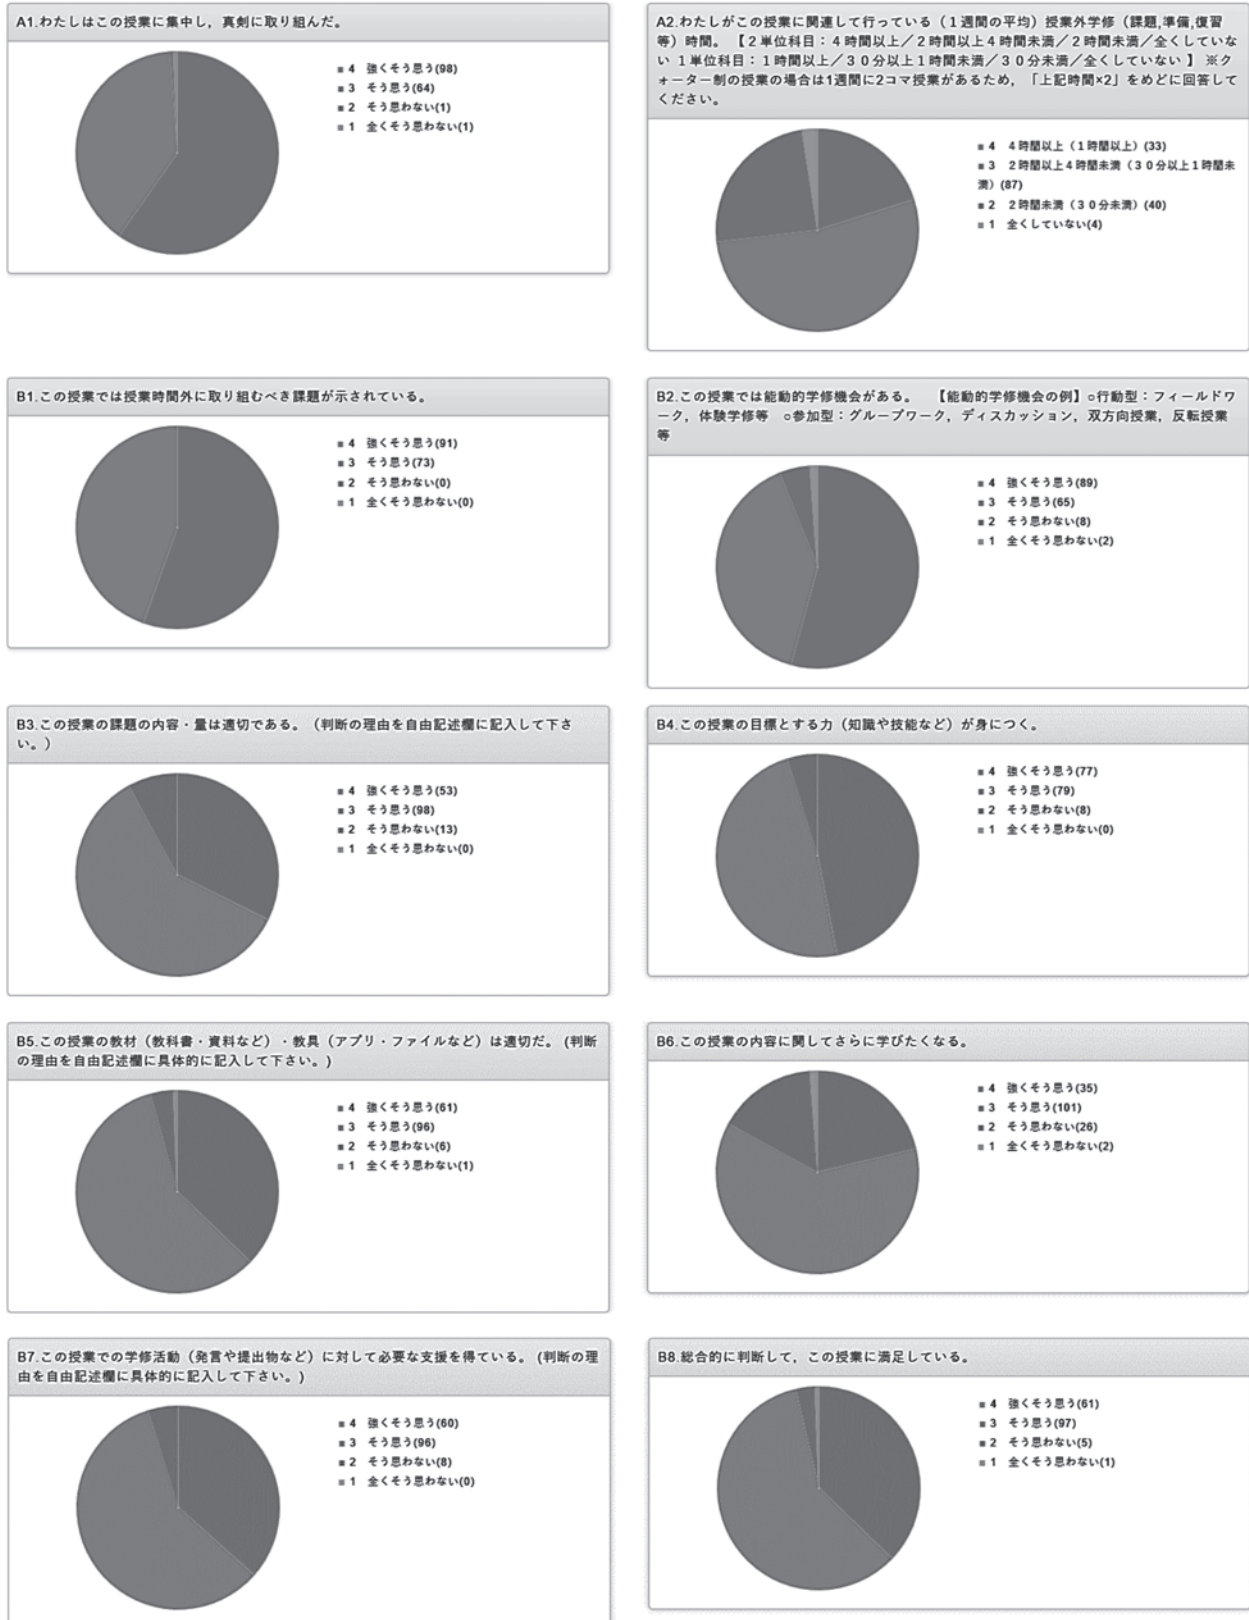 A1.わたしはこの授業に集中し，真剣に取り組んだ。
■ 4 強くそう思う(98)
■ 3 そう思う(64)
■ 2 そう思わない(1)
■ 1 全くそう思わない(1)
A2.わたしがこの授業に関連して行っている（１週間の平均）授業外学修（課題,準備,復習
等）時間。 【２単位科目：４時間以上／２時間以上４時間未満／２時間未満／全くしていな
い １単位科目：１時間以上／３０分以上１時間未満／３０分未満／全くしていない 】 ※ク
ォーター制の授業の場合は1週間に2コマ授業があるため，「上記時間×2」をめどに回答して
ください。
■ 4 ４時間以上（１時間以上）(33)
■ 3 ２時間以上４時間未満（３０分以上１時間未
満）(87)
■ 2 ２時間未満（３０分未満）(40)
■ 1 全くしていない(4)
B1.この授業では授業時間外に取り組むべき課題が示されている。
■ 4 強くそう思う(91)
■ 3 そう思う(73)
■ 2 そう思わない(0)
■ 1 全くそう思わない(0)
B2.この授業では能動的学修機会がある。 【能動的学修機会の例】○行動型：フィールドワ
ーク，体験学修等 ○参加型：グループワーク，ディスカッション，双方向授業，反転授業
等
■ 4 強くそう思う(89)
■ 3 そう思う(65)
■ 2 そう思わない(8)
■ 1 全くそう思わない(2)
B3.この授業の課題の内容・量は適切である。（判断の理由を自由記述欄に記入して下さ
い。）
■ 4 強くそう思う(53)
■ 3 そう思う(98)
■ 2 そう思わない(13)
■ 1 全くそう思わない(0)
B4.この授業の目標とする力（知識や技能など）が身につく。
■ 4 強くそう思う(77)
■ 3 そう思う(79)
■ 2 そう思わない(8)
■ 1 全くそう思わない(0)
B5.この授業の教材（教科書・資料など）・教具（アプリ・ファイルなど）は適切だ。 (判断
の理由を自由記述欄に具体的に記入して下さい。)
■ 4 強くそう思う(61)
■ 3 そう思う(96)
■ 2 そう思わない(6)
■ 1 全くそう思わない(1)
B6.この授業の内容に関してさらに学びたくなる。
■ 4 強くそう思う(35)
■ 3 そう思う(101)
■ 2 そう思わない(26)
■ 1 全くそう思わない(2)
B7.この授業での学修活動（発言や提出物など）に対して必要な支援を得ている。 (判断の理
由を自由記述欄に具体的に記入して下さい。)
■ 4 強くそう思う(60)
■ 3 そう思う(96)
■ 2 そう思わない(8)
■ 1 全くそう思わない(0)
B8.総合的に判断して，この授業に満足している。
■ 4 強くそう思う(61)
■ 3 そう思う(97)
■ 2 そう思わない(5)
■ 1 全くそう思わない(1)